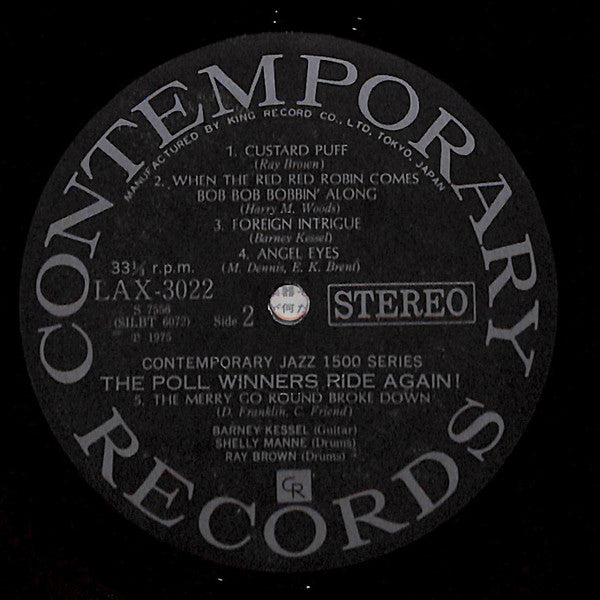 CONTEMPORARY
MANUFACTURED BY KING RECORD CO., LTD. TOKYO, JAPAN
1. CUSTARD PUFF
(Ray Brown)
2. WHEN THE RED RED ROBIN COMES
BOB BOB BOBBIN' ALONG
(Harry M. Woods)
3. FOREIGN INTRIGUE
(Barney Kessel)
4. ANGEL EYES
(M. Dennis, E. K. Brent)
33⅓ r.p.m.
LAX-3022
S 7556
(SILBT 6072)
Side 2
℗ 1975
STEREO
CONTEMPORARY JAZZ 1500 SERIES
THE POLL WINNERS RIDE AGAIN!
5. THE MERRY GO ROUND BROKE DOWN
(D. Franklin, C. Friend)
BARNEY KESSEL (Guitar)
SHELLY MANNE (Drums)
RAY BROWN (Drums)
CR
RECORDS